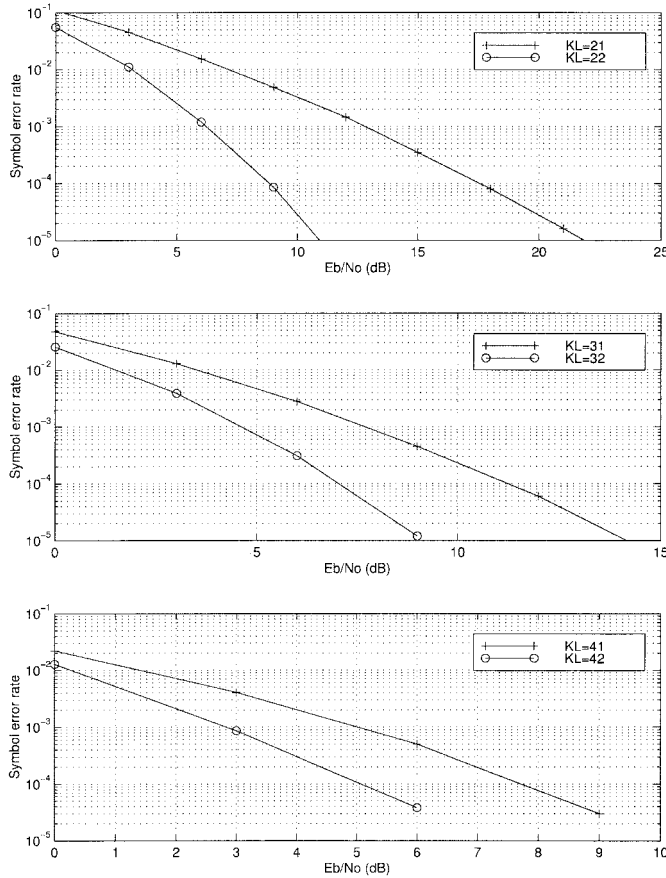 10^-1
10^-2
10^-3
10^-4
10^-5
Symbol error rate
KL=21
KL=22
0 5 10 15 20 25
Eb/No (dB)
10^-1
10^-2
10^-3
10^-4
10^-5
Symbol error rate
KL=31
KL=32
0 5 10 15
Eb/No (dB)
10^-1
10^-2
10^-3
10^-4
10^-5
Symbol error rate
KL=41
KL=42
0 1 2 3 4 5 6 7 8 9 10
Eb/No (dB)